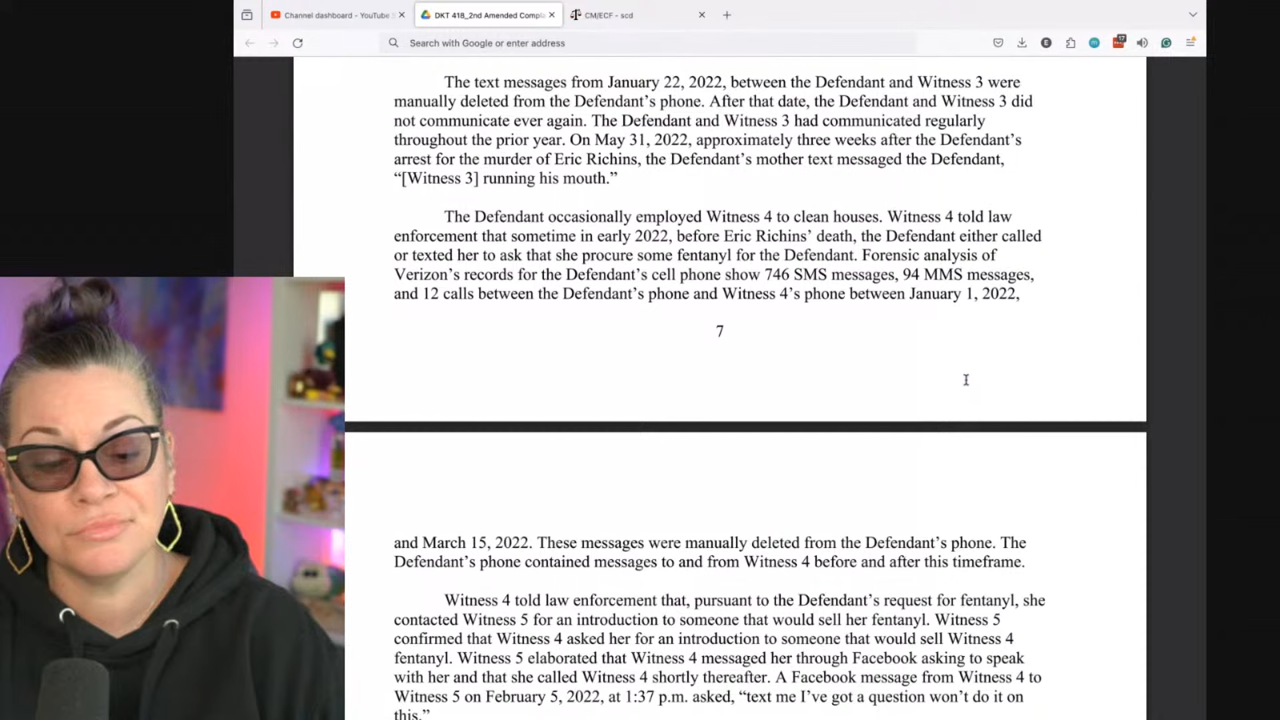 Channel dashboard - YouTube S
DKT 418_2nd Amended Compla
CM/ECF - scd
Search with Google or enter address
17
The text messages from January 22, 2022, between the Defendant and Witness 3 were
manually deleted from the Defendant's phone. After that date, the Defendant and Witness 3 did
not communicate ever again. The Defendant and Witness 3 had communicated regularly
throughout the prior year. On May 31, 2022, approximately three weeks after the Defendant's
arrest for the murder of Eric Richins, the Defendant's mother text messaged the Defendant,
“[Witness 3] running his mouth.”
The Defendant occasionally employed Witness 4 to clean houses. Witness 4 told law
enforcement that sometime in early 2022, before Eric Richins' death, the Defendant either called
or texted her to ask that she procure some fentanyl for the Defendant. Forensic analysis of
Verizon's records for the Defendant's cell phone show 746 SMS messages, 94 MMS messages,
and 12 calls between the Defendant's phone and Witness 4's phone between January 1, 2022,
7
and March 15, 2022. These messages were manually deleted from the Defendant's phone. The
Defendant's phone contained messages to and from Witness 4 before and after this timeframe.
Witness 4 told law enforcement that, pursuant to the Defendant's request for fentanyl, she
contacted Witness 5 for an introduction to someone that would sell her fentanyl. Witness 5
confirmed that Witness 4 asked her for an introduction to someone that would sell Witness 4
fentanyl. Witness 5 elaborated that Witness 4 messaged her through Facebook asking to speak
with her and that she called Witness 4 shortly thereafter. A Facebook message from Witness 4 to
Witness 5 on February 5, 2022, at 1:37 p.m. asked, “text me I've got a question won't do it on
this.”